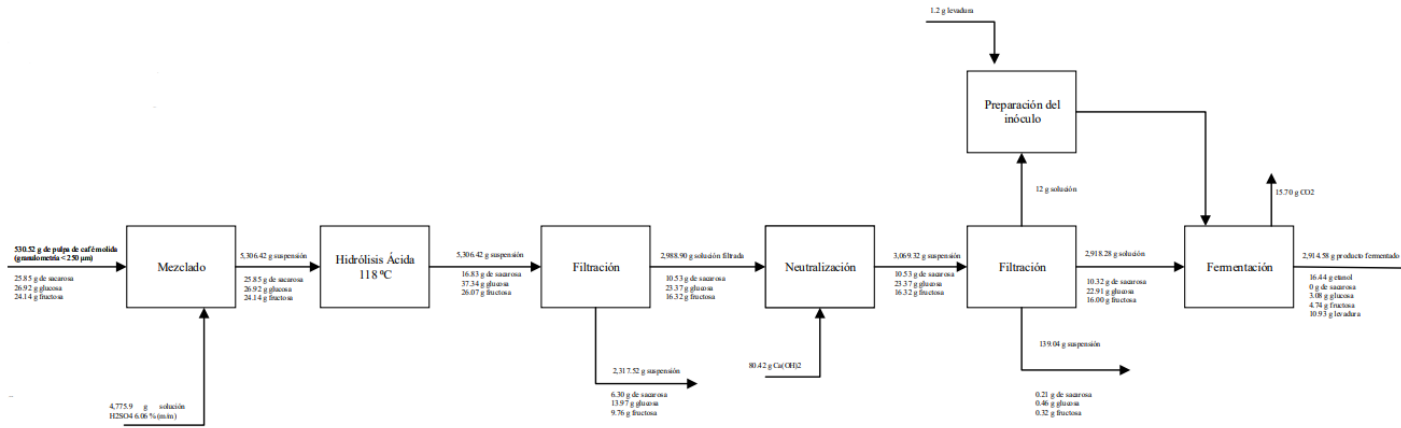 1.2 g levadura
Preparación del
inóculo
12 g solución
15.70 g CO2
530.52 g de pulpa de café molida
(granulometría < 250 µm)
25.85 g de sacarosa
26.92 g glucosa
24.14 g fructosa
Mezclado
5,306.42 g suspensión
25.85 g de sacarosa
26.92 g glucosa
24.14 g fructosa
Hidrólisis Ácida
118 ºC
5,306.42 g suspensión
16.83 g de sacarosa
37.34 g glucosa
26.07 g fructosa
Filtración
2,988.90 g solución filtrada
10.53 g de sacarosa
23.37 g glucosa
16.32 g fructosa
Neutralización
3,069.32 g suspensión
10.53 g de sacarosa
23.37 g glucosa
16.32 g fructosa
Filtración
2,918.28 g solución
10.32 g de sacarosa
22.91 g glucosa
16.00 g fructosa
Fermentación
2,914.58 g producto fermentado
16.44 g etanol
0 g de sacarosa
3.08 g glucosa
4.74 g fructosa
10.93 g levadura
4,775.9 g solución
H2SO4 6.06 % (m/m)
2,317.52 g suspensión
6.30 g de sacarosa
13.97 g glucosa
9.76 g fructosa
80.42 g Ca(OH)2
139.04 g suspensión
0.21 g de sacarosa
0.46 g glucosa
0.32 g fructosa